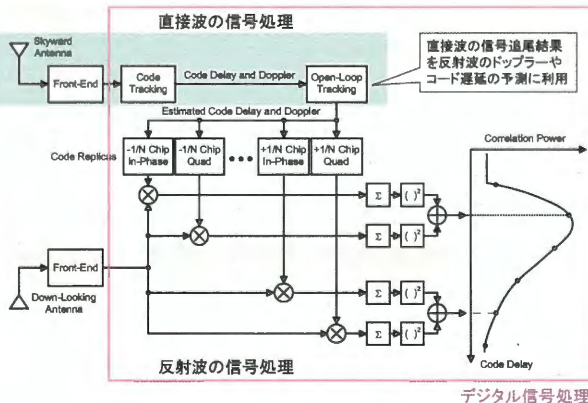 直接波の信号処理
Skyward
Antenna
Front-End
Code
Tracking
Code Delay and Doppler
Open-Loop
Tracking
直接波の信号追尾結果
を反射波のドップラーや
コード遅延の予測に利用
Estimated Code Delay and Doppler
Code Replicas
-1/N Chip
In-Phase
-1/N Chip
Quad
•••
+1/N Chip
In-Phase
+1/N Chip
Quad
Correlation Power
Σ
( )²
Σ
( )²
Front-End
Down-Looking
Antenna
Σ
( )²
Σ
( )²
反射波の信号処理
Code Delay
デジタル信号処理